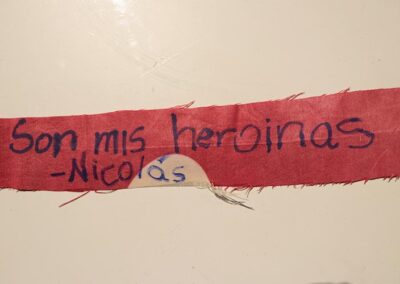 Son mis heroinas
-Nicolás